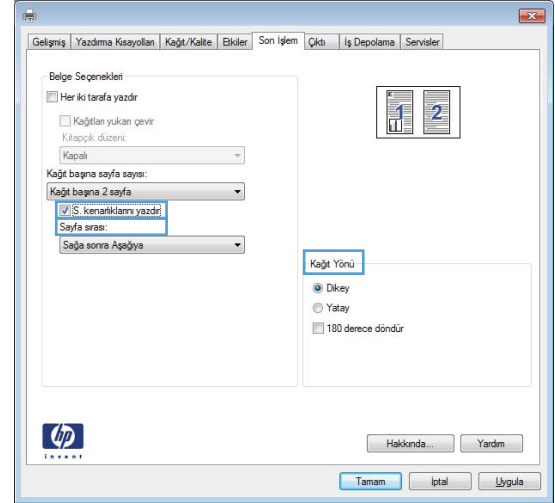 Gelişmiş Yazdırma Kısayolları Kağıt/Kalite Etkiler Son İşlem Çıktı İş Depolama Servisler
Belge Seçenekleri
Her iki tarafa yazdır
Kağıtları yukarı çevir
Kitapçık düzeni:
Kapalı
Kağıt başına sayfa sayısı:
Kağıt başına 2 sayfa
S. kenarlıklarını yazdır
Sayfa sırası:
Sağa sonra Aşağıya
1 2
Kağıt Yönü
Dikey
Yatay
180 derece döndür
hp
invent
Hakkında... Yardım
Tamam İptal Uygula